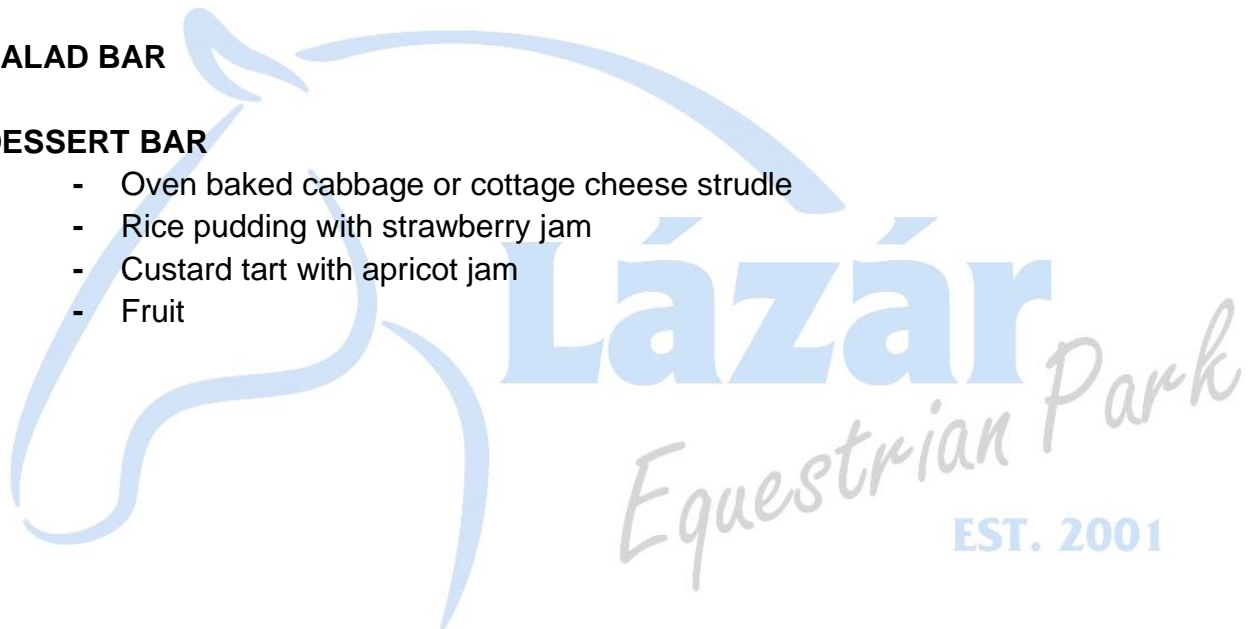 ALAD BAR
DESSERT BAR
- Oven baked cabbage or cottage cheese strudle
- Rice pudding with strawberry jam
- Custard tart with apricot jam
- Fruit
Lázár
Equestrian Park
EST. 2001